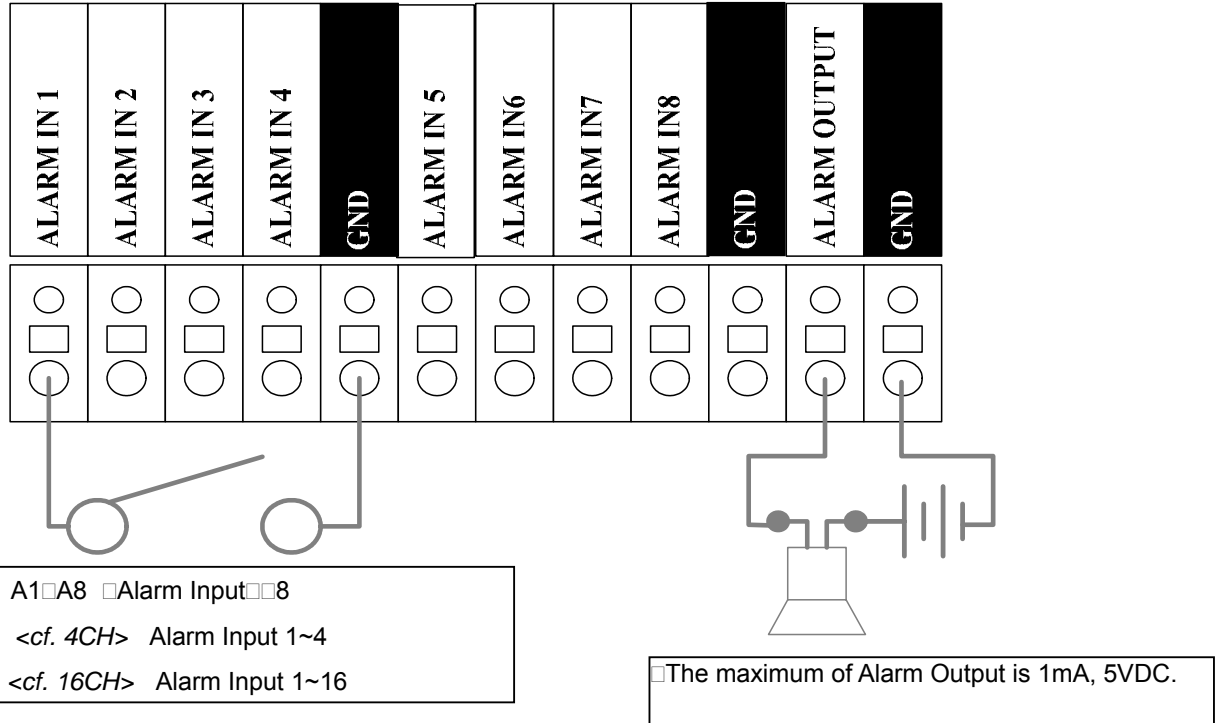 ALARM IN 1
ALARM IN 2
ALARM IN 3
ALARM IN 4
GND
ALARM IN 5
ALARM IN6
ALARM IN7
ALARM IN8
GND
ALARM OUTPUT
GND
A1□A8 □Alarm Input□□8
<cf. 4CH> Alarm Input 1~4
<cf. 16CH> Alarm Input 1~16
□The maximum of Alarm Output is 1mA, 5VDC.